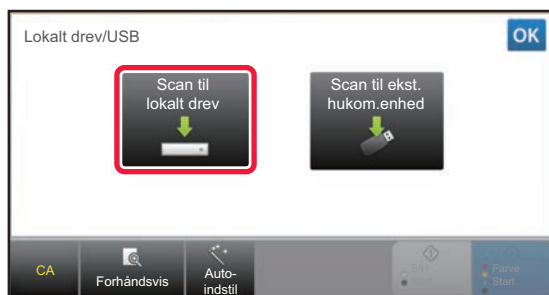 Lokalt drev/USB
OK
Scan til
lokalt drev
Scan til ekst.
hukom.enhed
CA
Forhåndsvis
Auto-
indstil
S/H
Start
Farve
Start